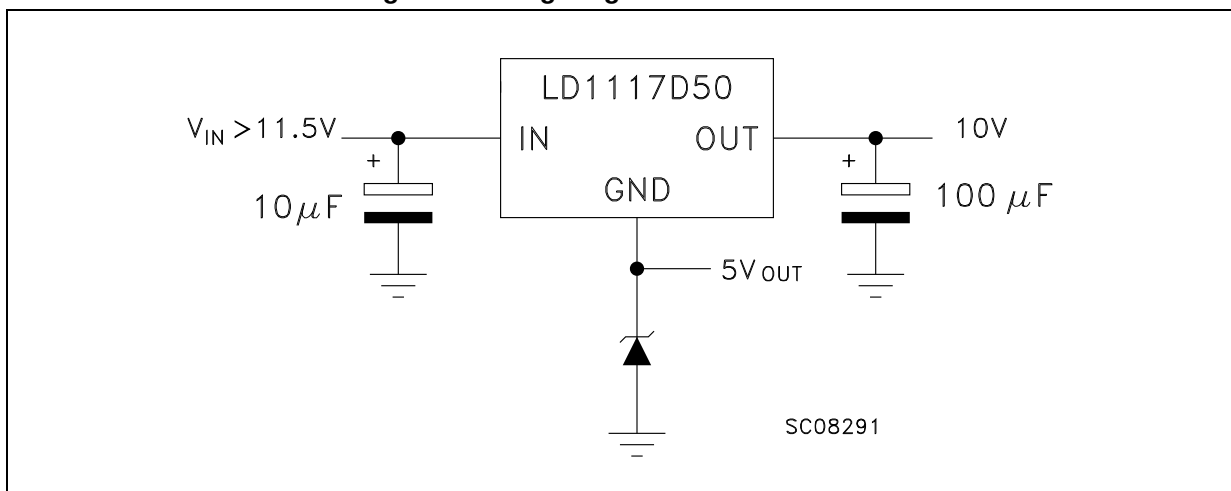 LD1117D50
V_IN >11.5V
IN
OUT
10V
+
+
GND
10μF
100 μF
5V_OUT
SC08291